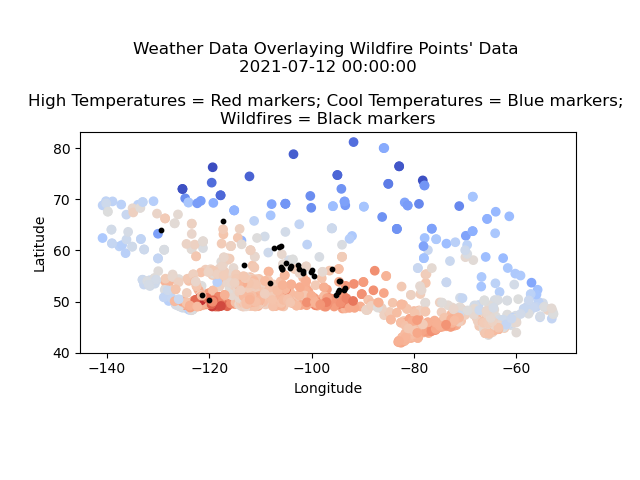 Weather Data Overlaying Wildfire Points' Data
2021-07-12 00:00:00
High Temperatures = Red markers; Cool Temperatures = Blue markers;
Wildfires = Black markers
80
70
60
50
40
Latitude
−140 −120 −100 −80 −60
Longitude